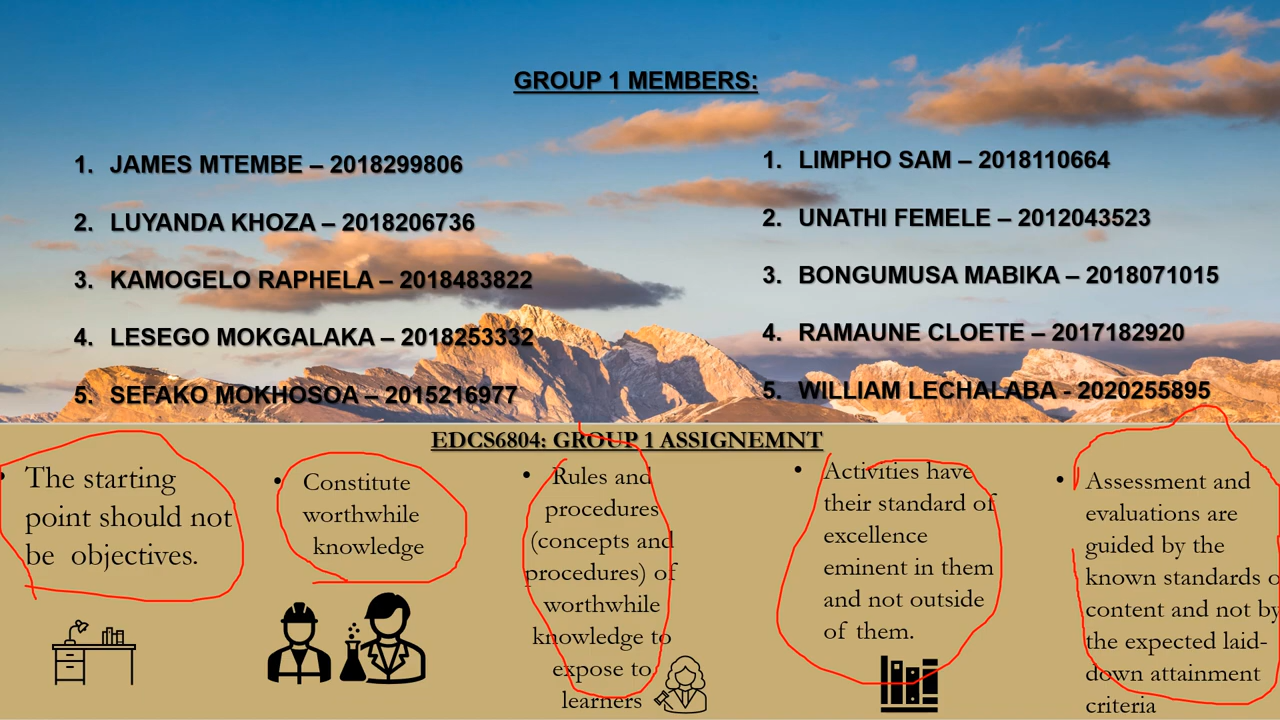 GROUP 1 MEMBERS:
1. JAMES MTEMBE – 2018299806
2. LUYANDA KHOZA – 2018206736
3. KAMOGELO RAPHELA – 2018483822
4. LESEGO MOKGALAKA – 2018253332
5. SEFAKO MOKHOSOA – 2015216977
1. LIMPHO SAM – 2018110664
2. UNATHI FEMELE – 2012043523
3. BONGUMUSA MABIKA – 2018071015
4. RAMAUNE CLOETE – 2017182920
5. WILLIAM LECHALABA - 2020255895
EDCS6804: GROUP 1 ASSIGNEMNT
• The starting
point should not
be objectives.
• Constitute
worthwhile
knowledge
• Rules and
procedures
(concepts and
procedures) of
worthwhile
knowledge to
expose to
learners
• Activities have
their standard of
excellence
eminent in them
and not outside
of them.
• Assessment and
evaluations are
guided by the
known standards of
content and not by
the expected laid-
down attainment
criteria